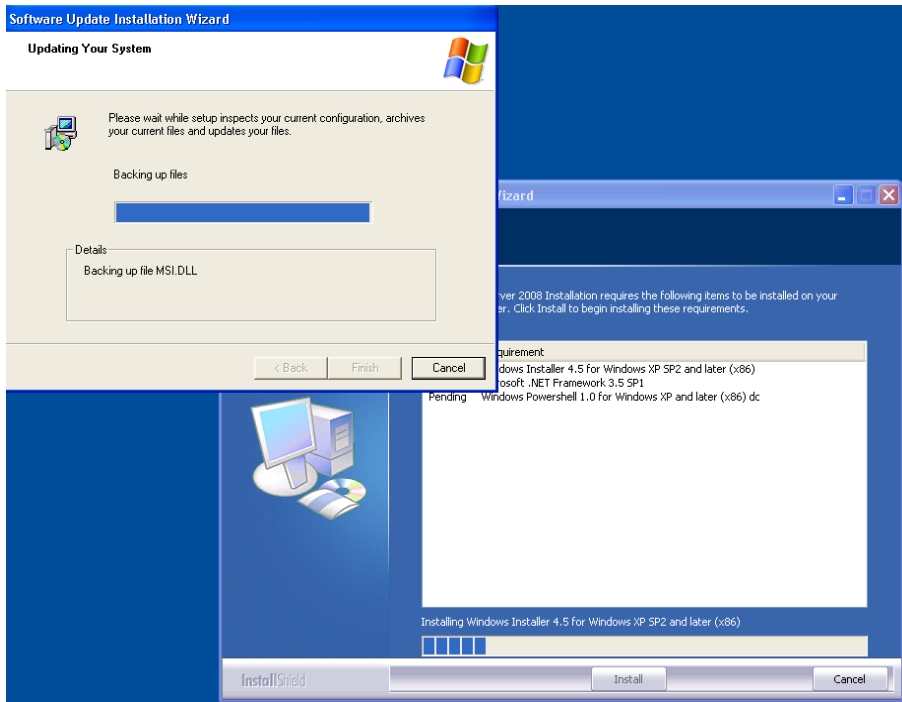 Software Update Installation Wizard
Updating Your System
Please wait while setup inspects your current configuration, archives
your current files and updates your files.
Backing up files
Details
Backing up file MSI.DLL
< Back
Finish
Cancel
izard
ver 2008 Installation requires the following items to be installed on your
er. Click Install to begin installing these requirements.
quirement
dows Installer 4.5 for Windows XP SP2 and later (x86)
rosoft .NET Framework 3.5 SP1
Pending Windows Powershell 1.0 for Windows XP and later (x86) dc
Installing Windows Installer 4.5 for Windows XP SP2 and later (x86)
InstallShield
Install
Cancel